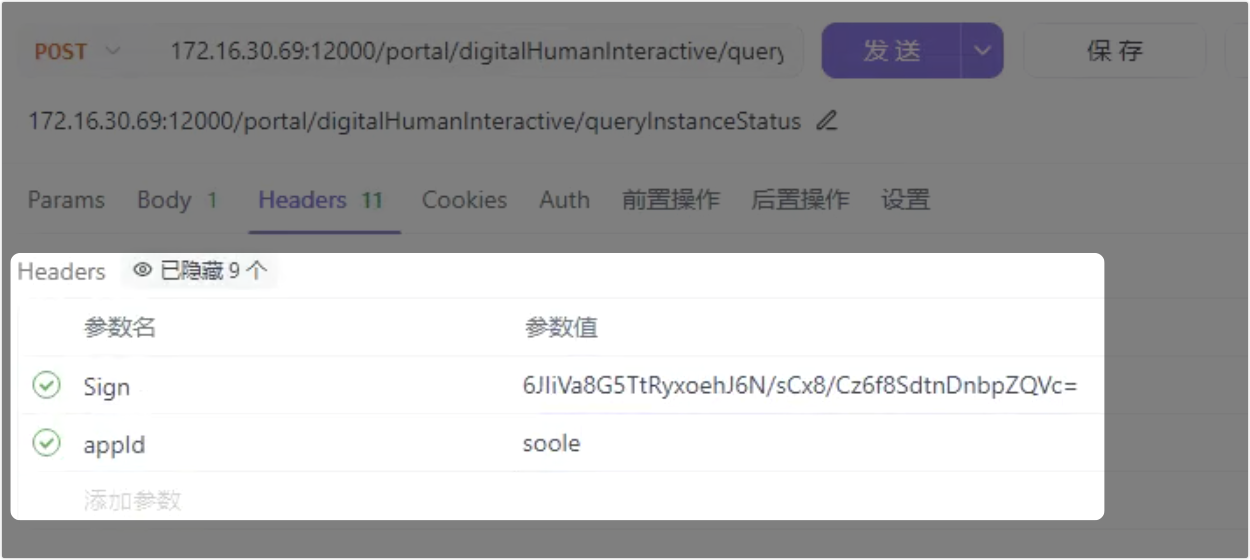 POST 172.16.30.69:12000/portal/digitalHumanInteractive/query 发送 保存
172.16.30.69:12000/portal/digitalHumanInteractive/queryInstanceStatus
Params Body 1 Headers 11 Cookies Auth 前置操作 后置操作 设置
Headers 已隐藏 9 个
参数名 参数值
Sign 6JIiVa8G5TtRyxoehJ6N/sCx8/Cz6f8SdtnDnbpZQVc=
appId soole
添加参数